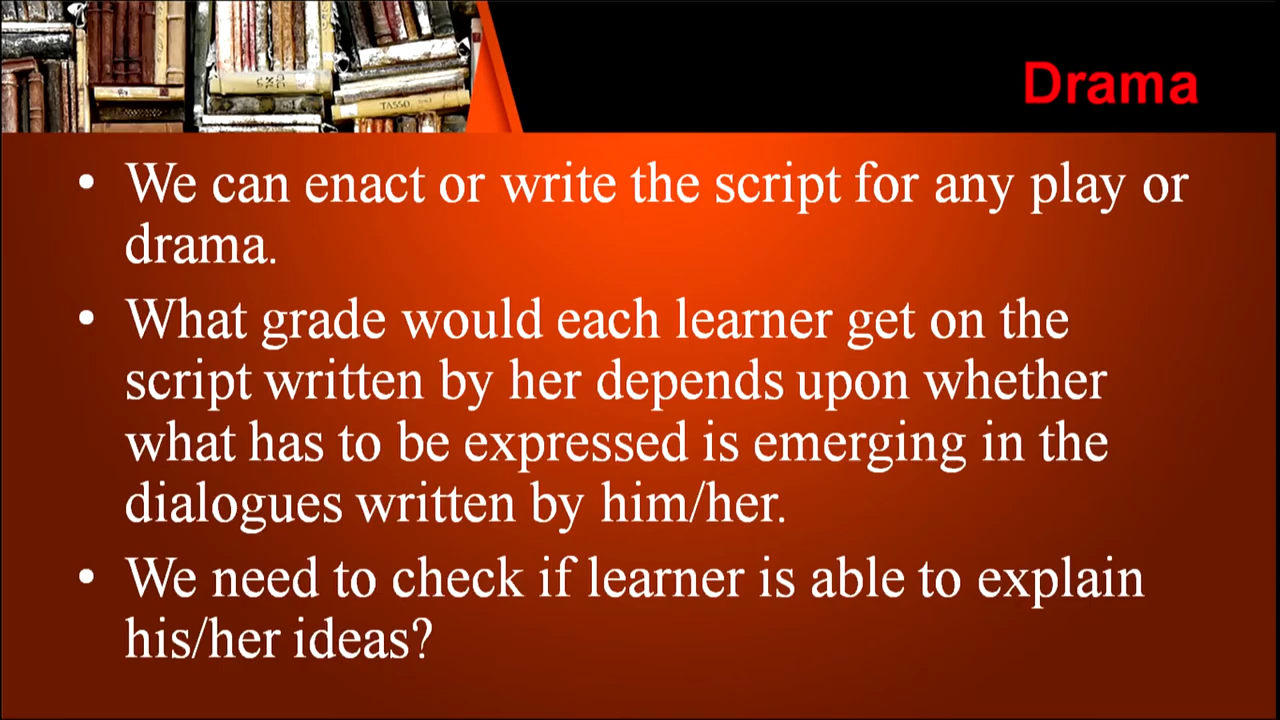 Drama
TASSO
• We can enact or write the script for any play or
drama.
• What grade would each learner get on the
script written by her depends upon whether
what has to be expressed is emerging in the
dialogues written by him/her.
• We need to check if learner is able to explain
his/her ideas?